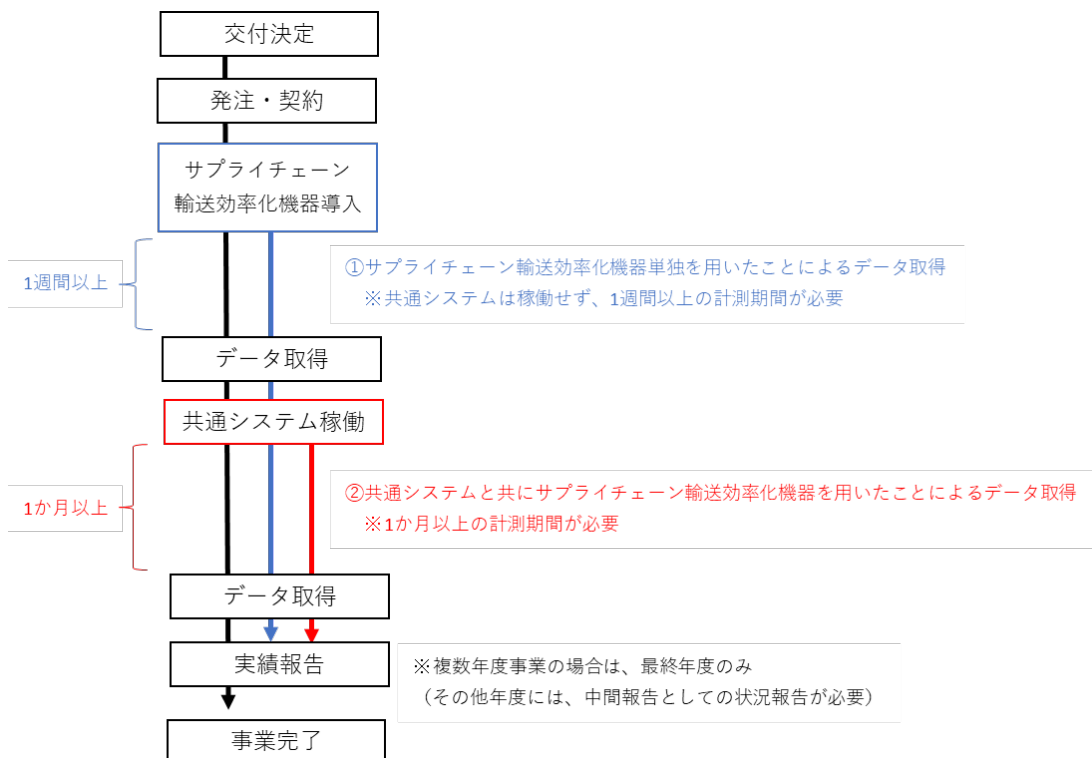 交付決定
発注・契約
サプライチェーン
輸送効率化機器導入
1週間以上
①サプライチェーン輸送効率化機器単独を用いたことによるデータ取得
※共通システムは稼働せず、1週間以上の計測期間が必要
データ取得
共通システム稼働
1か月以上
②共通システムと共にサプライチェーン輸送効率化機器を用いたことによるデータ取得
※1か月以上の計測期間が必要
データ取得
実績報告
※複数年度事業の場合は、最終年度のみ
（その他年度には、中間報告としての状況報告が必要）
事業完了